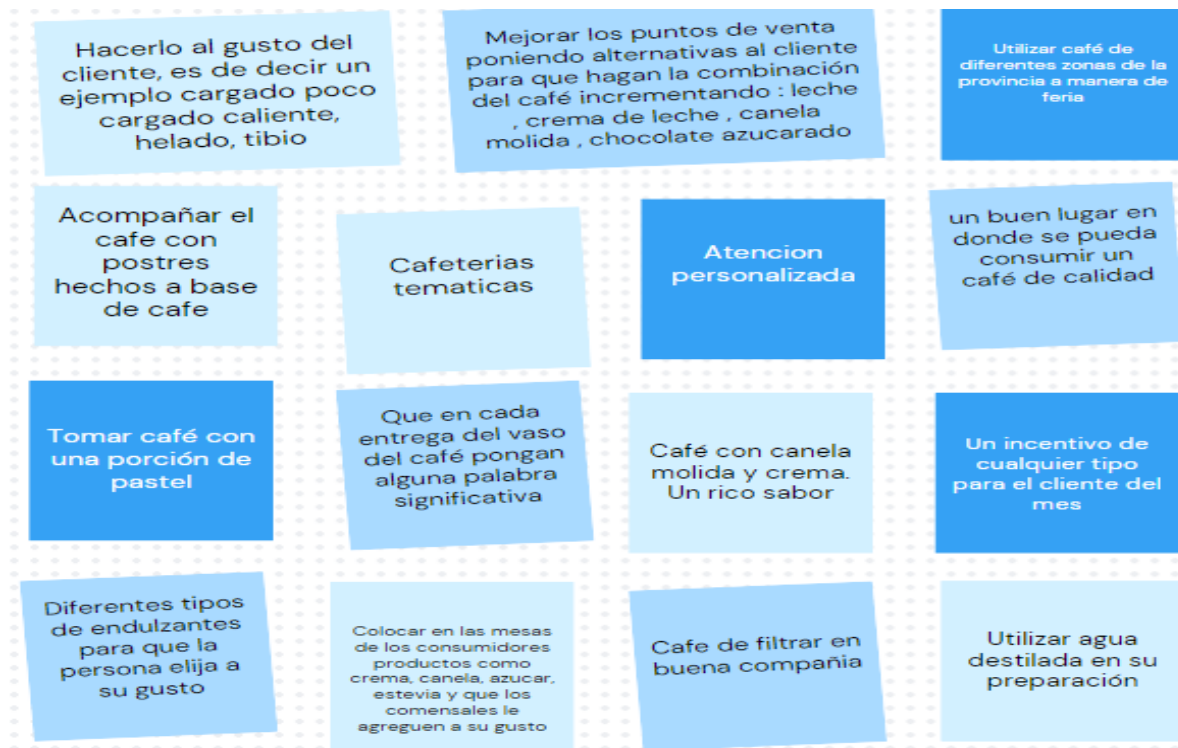 Hacerlo al gusto del
cliente, es de decir un
ejemplo cargado poco
cargado caliente,
helado, tibio
Mejorar los puntos de venta
poniendo alternativas al cliente
para que hagan la combinación
del café incrementando : leche
, crema de leche , canela
molida , chocolate azucarado
Utilizar café de
diferentes zonas de la
provincia a manera de
feria
Acompañar el
cafe con
postres
hechos a base
de cafe
Cafeterias
tematicas
Atencion
personalizada
un buen lugar en
donde se pueda
consumir un
café de calidad
Tomar café con
una porción de
pastel
Que en cada
entrega del vaso
del café pongan
alguna palabra
significativa
Café con canela
molida y crema.
Un rico sabor
Un incentivo de
cualquier tipo
para el cliente del
mes
Diferentes tipos
de endulzantes
para que la
persona elija a
su gusto
Colocar en las mesas
de los consumidores
productos como
crema, canela, azucar,
estevia y que los
comensales le
agreguen a su gusto
Cafe de filtrar en
buena compañia
Utilizar agua
destilada en su
preparación